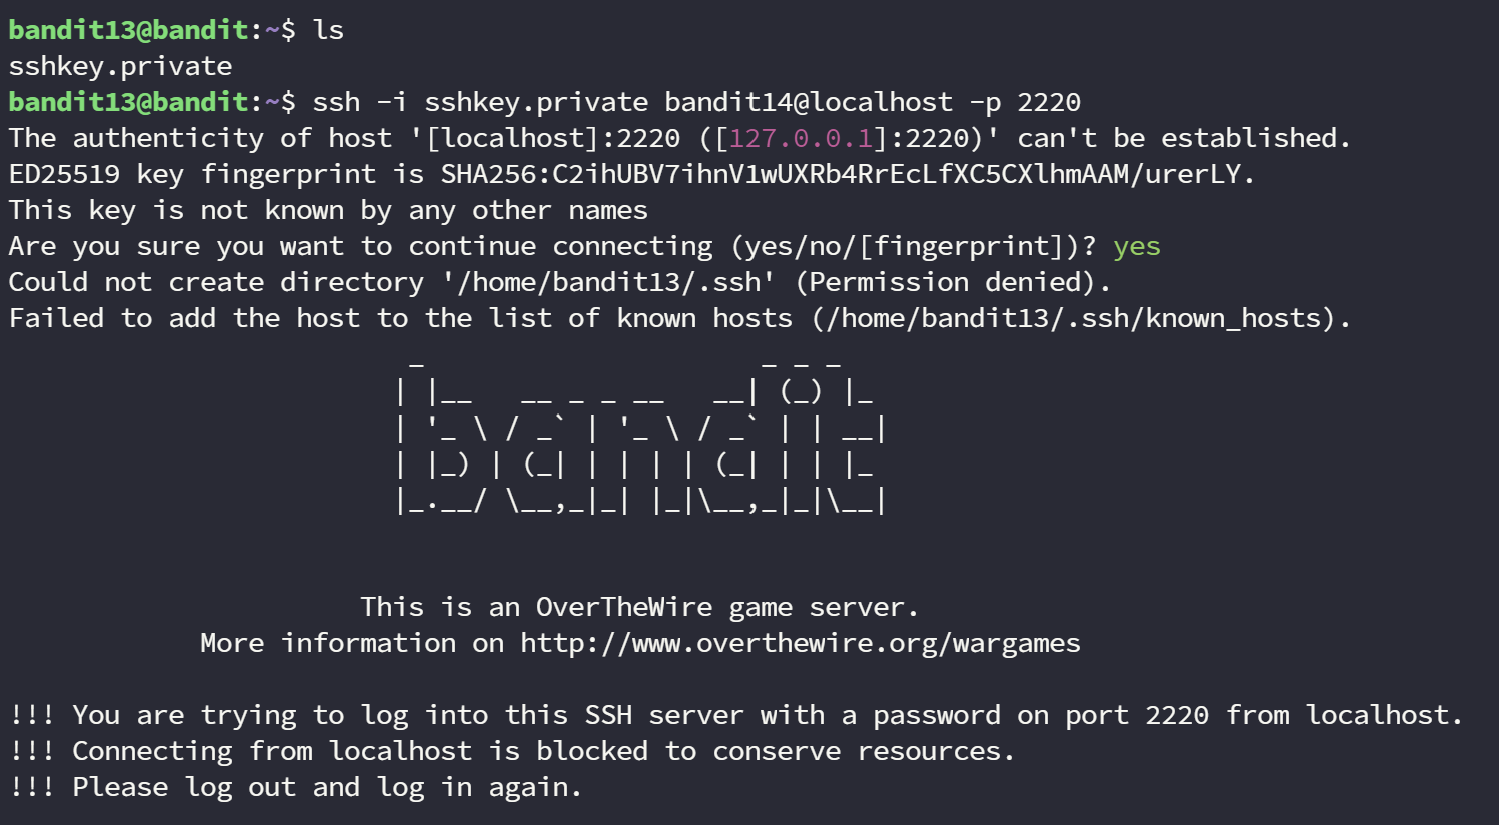 bandit13@bandit:~$ ls
sshkey.private
bandit13@bandit:~$ ssh -i sshkey.private bandit14@localhost -p 2220
The authenticity of host '[localhost]:2220 ([127.0.0.1]:2220)' can't be established.
ED25519 key fingerprint is SHA256:C2ihUBV7ihnV1wUXRb4RrEcLfXC5CXlhmAAM/urerLY.
This key is not known by any other names
Are you sure you want to continue connecting (yes/no/[fingerprint])? yes
Could not create directory '/home/bandit13/.ssh' (Permission denied).
Failed to add the host to the list of known hosts (/home/bandit13/.ssh/known_hosts).
                         _                     _ _ _
                        | |__   __ _ _ __   __| (_) |_
                        | '_ \ / _` | '_ \ / _` | | __|
                        | |_) | (_| | | | | (_| | | |_
                        |_.__/ \__,_|_| |_|\__,_|_|\__|
This is an OverTheWire game server.
More information on http://www.overthewire.org/wargames
!!! You are trying to log into this SSH server with a password on port 2220 from localhost.
!!! Connecting from localhost is blocked to conserve resources.
!!! Please log out and log in again.